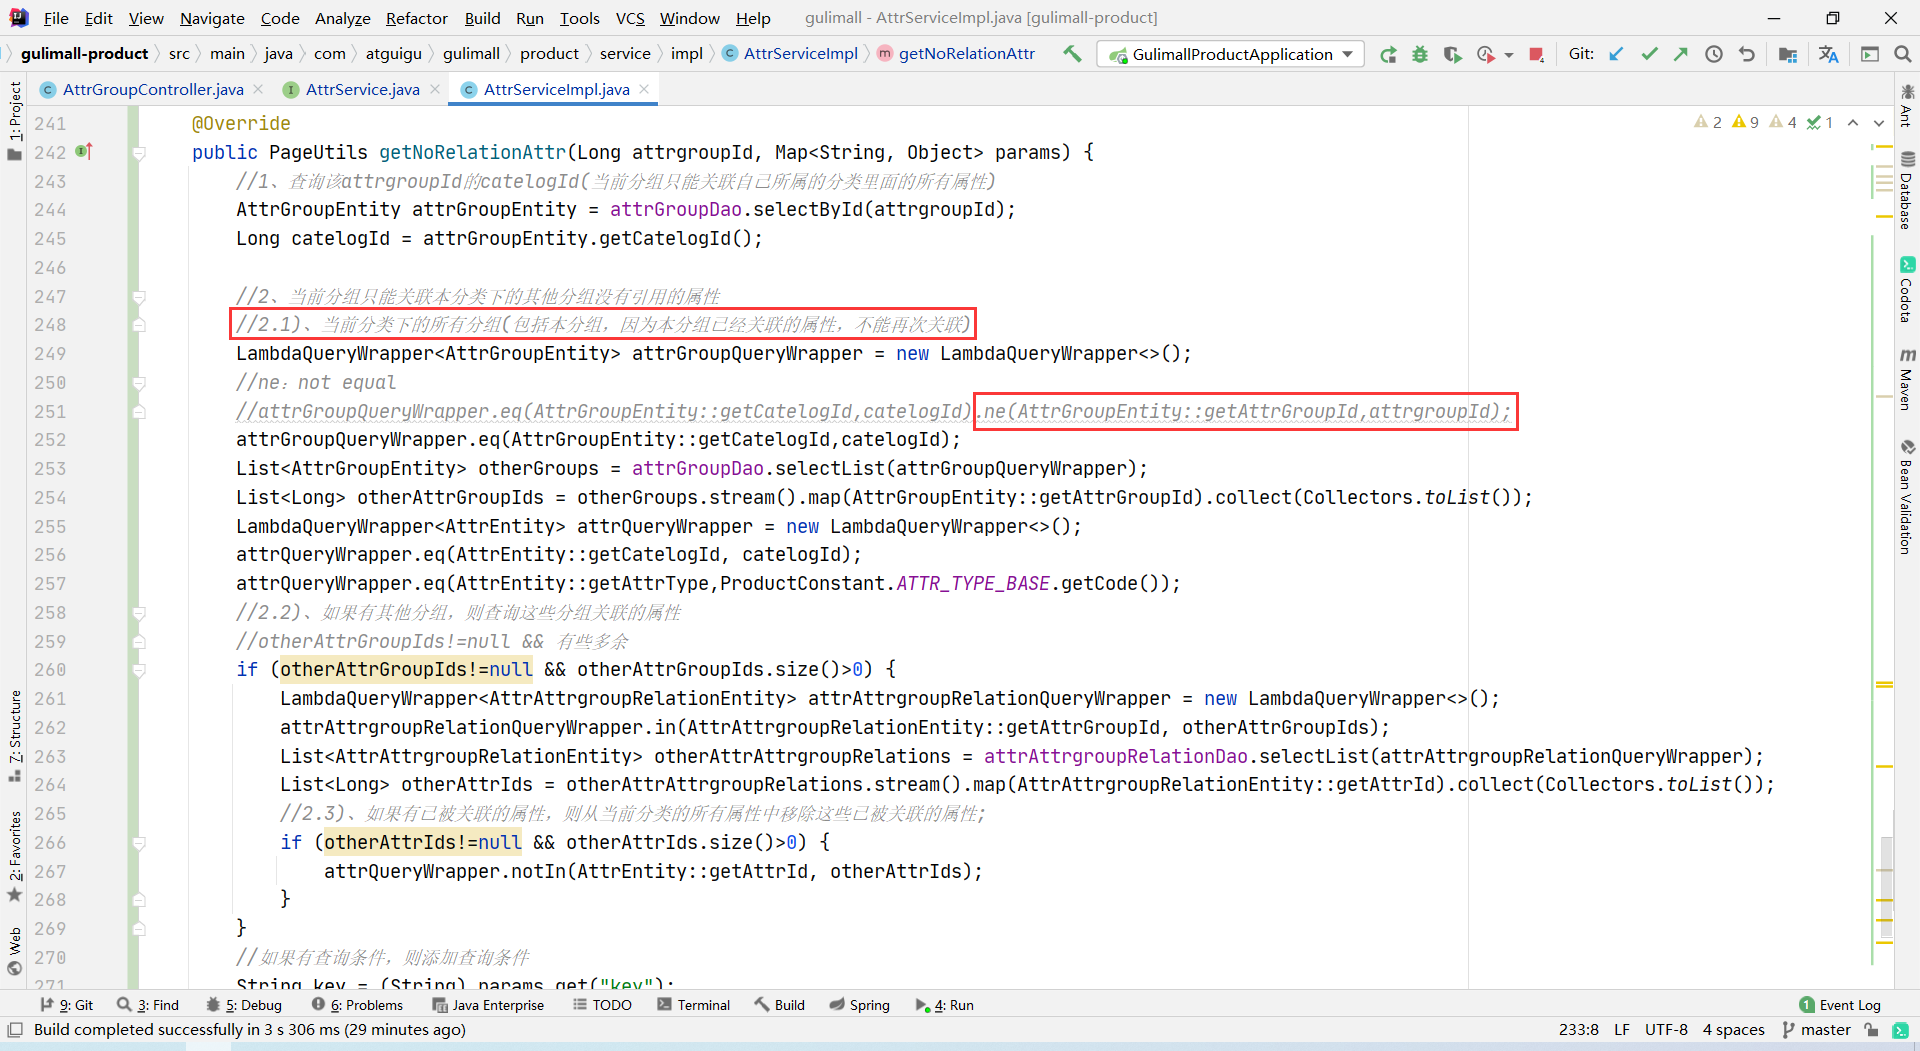 File Edit View Navigate Code Analyze Refactor Build Run Tools VCS Window Help gulimall - AttrServiceImpl.java [gulimall-product]
gulimall-product src main java com atguigu gulimall product service impl AttrServiceImpl getNoRelationAttr GulimallProductApplication Git:
AttrGroupController.java AttrService.java AttrServiceImpl.java
2 9 4 1
241 @Override
242 public PageUtils getNoRelationAttr(Long attrgroupId, Map<String, Object> params) {
243 //1、查询该attrgroupId的catelogId(当前分组只能关联自己所属的分类里面的所有属性)
244 AttrGroupEntity attrGroupEntity = attrGroupDao.selectById(attrgroupId);
245 Long catelogId = attrGroupEntity.getCatelogId();
246
247 //2、当前分组只能关联本分类下的其他分组没有引用的属性
248 //2.1)、当前分类下的所有分组(包括本分组，因为本分组已经关联的属性，不能再次关联)
249 LambdaQueryWrapper<AttrGroupEntity> attrGroupQueryWrapper = new LambdaQueryWrapper<>();
250 //ne：not equal
251 //attrGroupQueryWrapper.eq(AttrGroupEntity::getCatelogId,catelogId).ne(AttrGroupEntity::getAttrGroupId,attrgroupId);
252 attrGroupQueryWrapper.eq(AttrGroupEntity::getCatelogId,catelogId);
253 List<AttrGroupEntity> otherGroups = attrGroupDao.selectList(attrGroupQueryWrapper);
254 List<Long> otherAttrGroupIds = otherGroups.stream().map(AttrGroupEntity::getAttrGroupId).collect(Collectors.toList());
255 LambdaQueryWrapper<AttrEntity> attrQueryWrapper = new LambdaQueryWrapper<>();
256 attrQueryWrapper.eq(AttrEntity::getCatelogId, catelogId);
257 attrQueryWrapper.eq(AttrEntity::getAttrType,ProductConstant.ATTR_TYPE_BASE.getCode());
258 //2.2)、如果有其他分组，则查询这些分组关联的属性
259 //otherAttrGroupIds!=null && 有些多余
260 if (otherAttrGroupIds!=null && otherAttrGroupIds.size()>0) {
261 LambdaQueryWrapper<AttrAttrgroupRelationEntity> attrAttrgroupRelationQueryWrapper = new LambdaQueryWrapper<>();
262 attrAttrgroupRelationQueryWrapper.in(AttrAttrgroupRelationEntity::getAttrGroupId, otherAttrGroupIds);
263 List<AttrAttrgroupRelationEntity> otherAttrAttrgroupRelations = attrAttrgroupRelationDao.selectList(attrAttrgroupRelationQueryWrapper);
264 List<Long> otherAttrIds = otherAttrAttrgroupRelations.stream().map(AttrAttrgroupRelationEntity::getAttrId).collect(Collectors.toList());
265 //2.3)、如果有已被关联的属性，则从当前分类的所有属性中移除这些已被关联的属性;
266 if (otherAttrIds!=null && otherAttrIds.size()>0) {
267 attrQueryWrapper.notIn(AttrEntity::getAttrId, otherAttrIds);
268 }
269 }
270 //如果有查询条件，则添加查询条件
271 String key = (String) params.get("key");
1: Project
7: Structure
2: Favorites
Web
Ant
Database
Codota
Maven
Bean Validation
9: Git 3: Find 5: Debug 6: Problems Java Enterprise TODO Terminal Build Spring 4: Run 1 Event Log
Build completed successfully in 3 s 306 ms (29 minutes ago) 233:8 LF UTF-8 4 spaces master